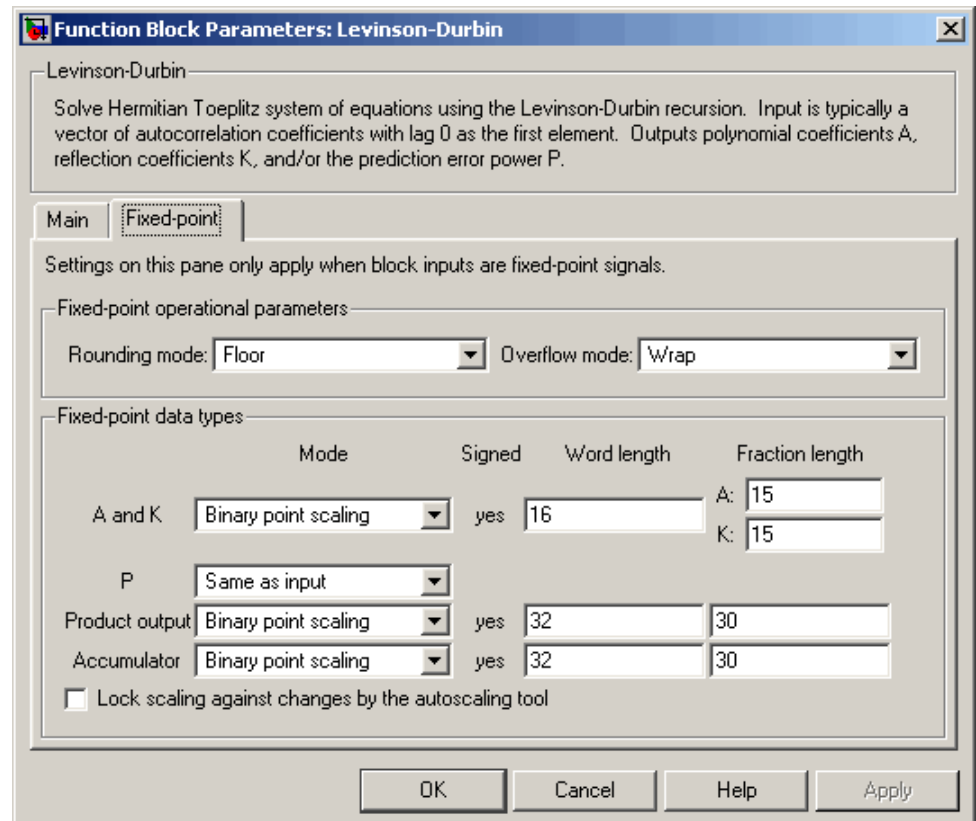 Function Block Parameters: Levinson-Durbin
Levinson-Durbin
Solve Hermitian Toeplitz system of equations using the Levinson-Durbin recursion. Input is typically a
vector of autocorrelation coefficients with lag 0 as the first element. Outputs polynomial coefficients A,
reflection coefficients K, and/or the prediction error power P.
Main Fixed-point
Settings on this pane only apply when block inputs are fixed-point signals.
Fixed-point operational parameters
Rounding mode: Floor Overflow mode: Wrap
Fixed-point data types
Mode Signed Word length Fraction length
A and K Binary point scaling yes 16 A: 15
K: 15
P Same as input
Product output Binary point scaling yes 32 30
Accumulator Binary point scaling yes 32 30
Lock scaling against changes by the autoscaling tool
OK Cancel Help Apply